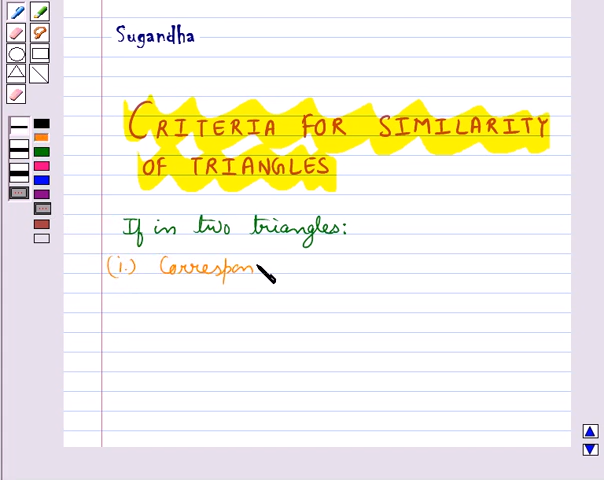 Sugandha
CRITERIA FOR SIMILARITY
OF TRIANGLES
If in two triangles:
(i.) Correspon